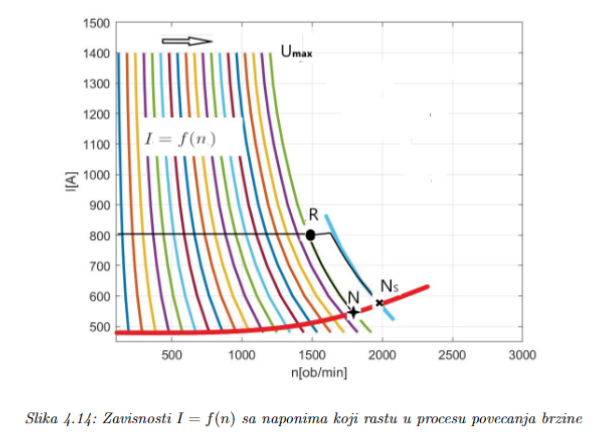 1500
1400
1300
1200
1100
1000
900
800
700
600
500
I[A]
Umax
I = f(n)
R
N
Ns
500
1000
1500
2000
2500
3000
n[ob/min]
Slika 4.14: Zavisnosti I = f(n) sa naponima koji rastu u procesu povecanja brzine